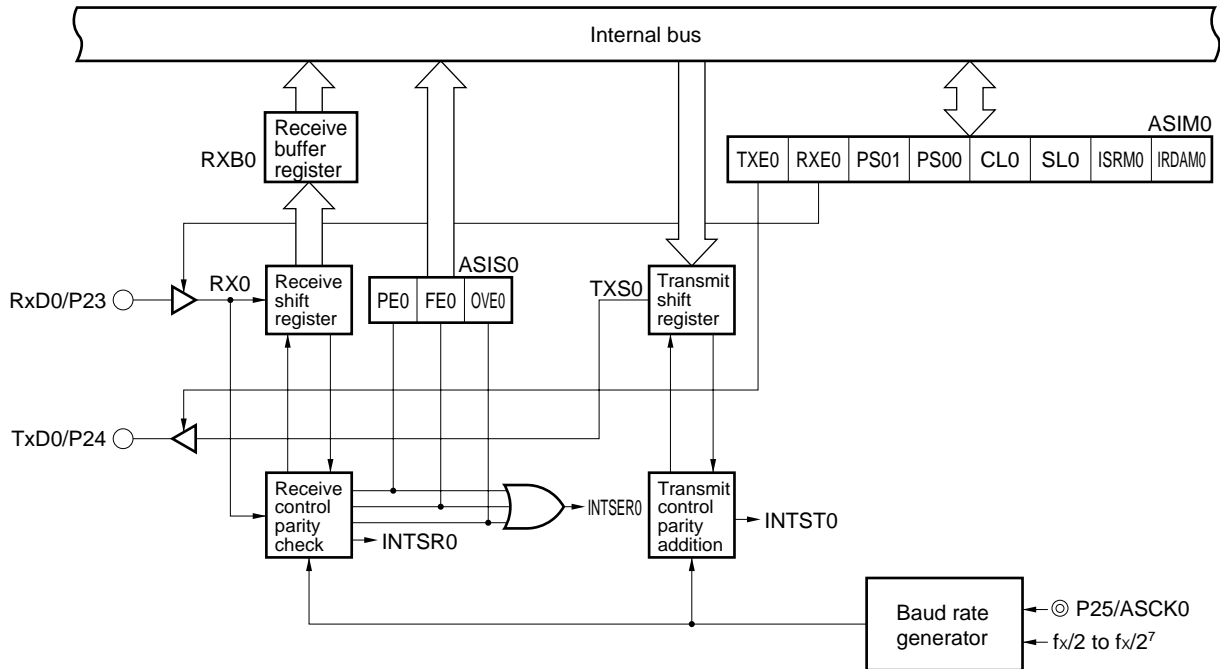 Internal bus
ASIM0
TXE0 RXE0 PS01 PS00 CL0 SL0 ISRM0 IRDAM0
RXB0
Receive
buffer
register
RxD0/P23
RX0
Receive
shift
register
ASIS0
PE0 FE0 OVE0
TXS0
Transmit
shift
register
TxD0/P24
Receive
control
parity
check
INTSR0
INTSER0
Transmit
control
parity
addition
INTST0
Baud rate
generator
P25/ASCK0
fx/2 to fx/2⁷